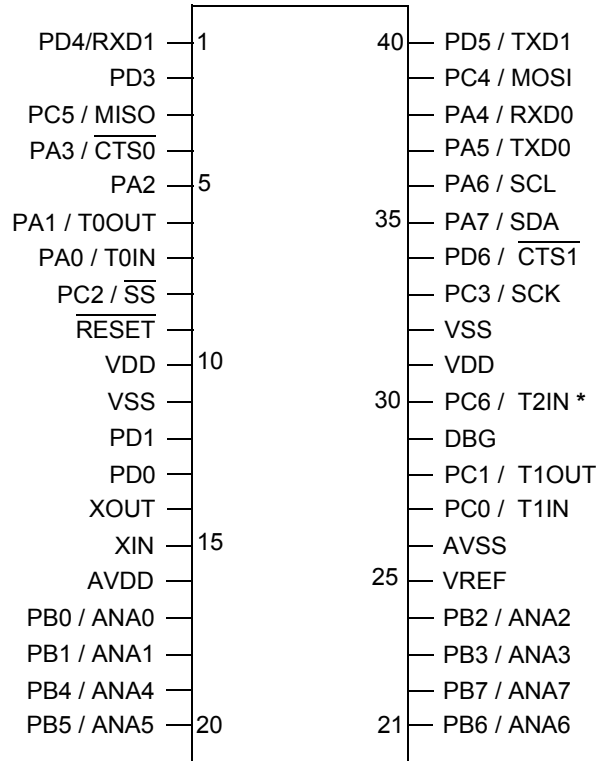 PD4/RXD1 1 40 PD5 / TXD1
PD3 PC4 / MOSI
PC5 / MISO PA4 / RXD0
PA3 / CTS0 PA5 / TXD0
PA2 5 PA6 / SCL
PA1 / T0OUT 35 PA7 / SDA
PA0 / T0IN PD6 / CTS1
PC2 / SS PC3 / SCK
RESET VSS
VDD 10 VDD
VSS 30 PC6 / T2IN *
PD1 DBG
PD0 PC1 / T1OUT
XOUT PC0 / T1IN
XIN 15 AVSS
AVDD 25 VREF
PB0 / ANA0 PB2 / ANA2
PB1 / ANA1 PB3 / ANA3
PB4 / ANA4 PB7 / ANA7
PB5 / ANA5 20 21 PB6 / ANA6